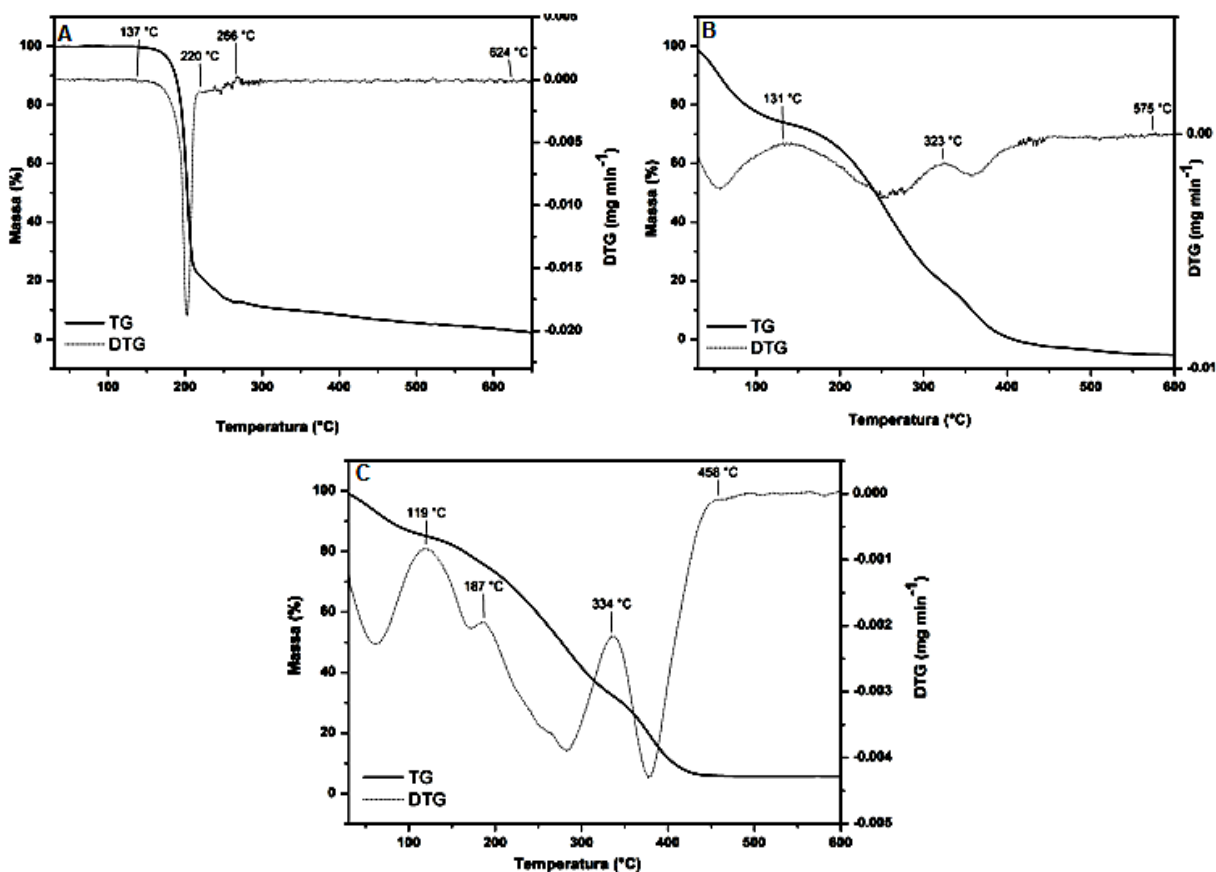 A
137 °C
220 °C
266 °C
624 °C
100
80
60
40
20
0
Massa (%)
0.005
0.000
-0.005
-0.010
-0.015
-0.020
DTG (mg min⁻¹)
TG
DTG
100 200 300 400 500 600
Temperatura (°C)
B
131 °C
323 °C
575 °C
100
80
60
40
20
0
Massa (%)
0.00
-0.01
DTG (mg min⁻¹)
TG
DTG
100 200 300 400 500 600
Temperatura (°C)
C
119 °C
187 °C
334 °C
458 °C
100
80
60
40
20
0
Massa (%)
0.000
-0.001
-0.002
-0.003
-0.004
-0.005
DTG (mg min⁻¹)
TG
DTG
100 200 300 400 500 600
Temperatura (°C)